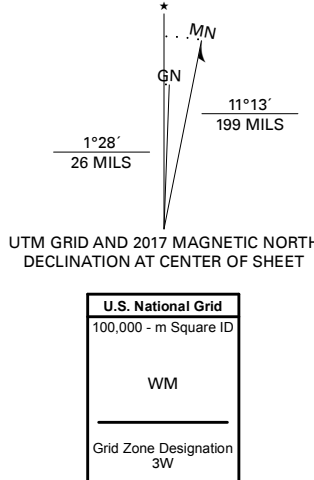 ★
MN
GN
11°13´
199 MILS
1°28´
26 MILS
UTM GRID AND 2017 MAGNETIC NORTH
DECLINATION AT CENTER OF SHEET
U.S. National Grid
100,000 - m Square ID
WM
Grid Zone Designation
3W